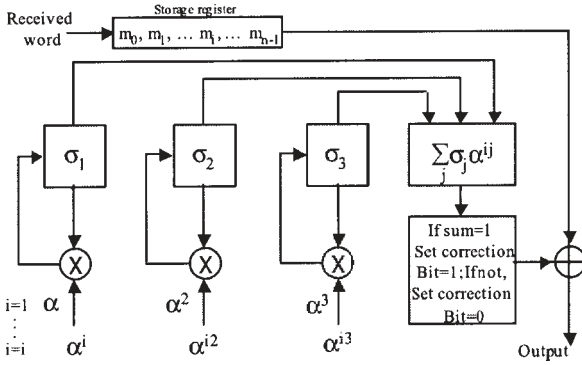 Storage register
Received word
m₀, m₁, ... mᵢ, ... mₙ₋₁
σ₁
σ₂
σ₃
∑ⱼσⱼαⁱʲ
X
X
X
If sum=1
Set correction
Bit=1;Ifnot,
Set correction
Bit=0
i=1
⋮
i=i
α
α²
α³
αⁱ
αⁱ²
αⁱ³
Output